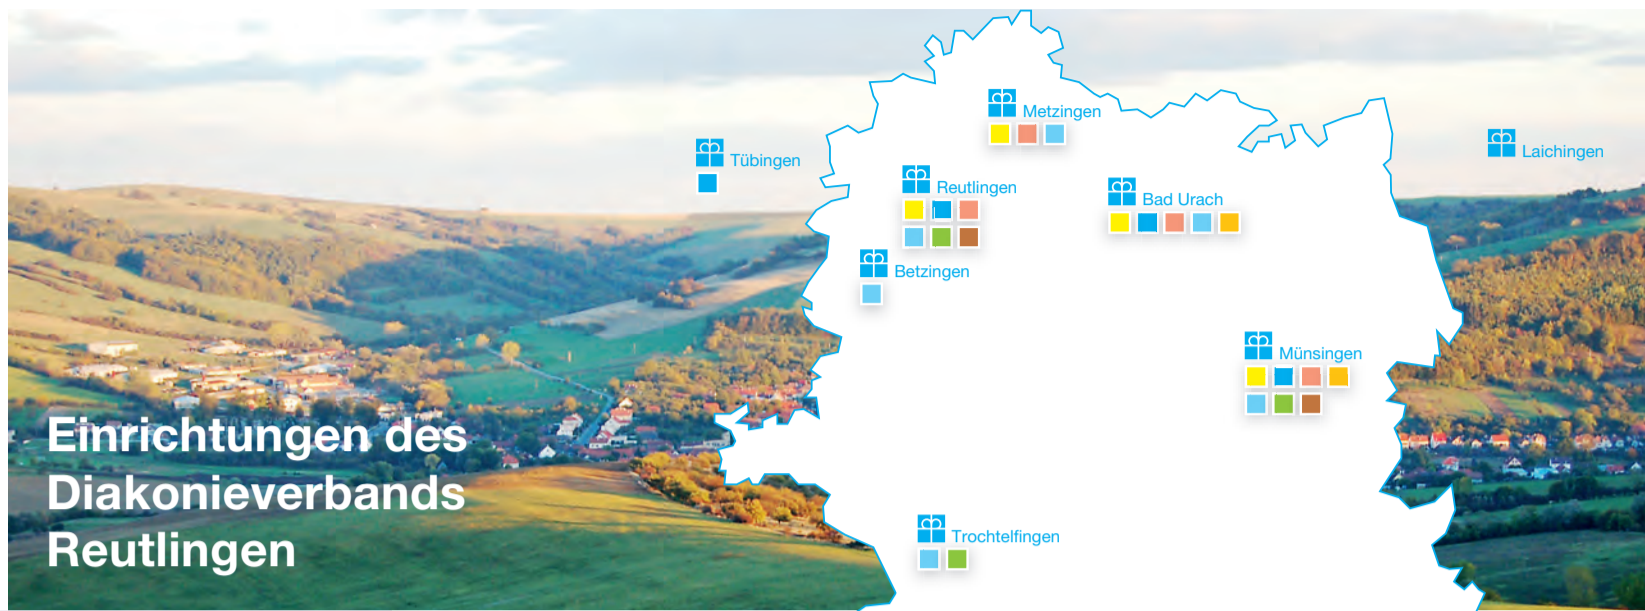 Metzingen
Tübingen
Laichingen
Reutlingen
Bad Urach
Betzingen
Münsingen
Einrichtungen des
Diakonieverbands
Reutlingen
Trochtelfingen